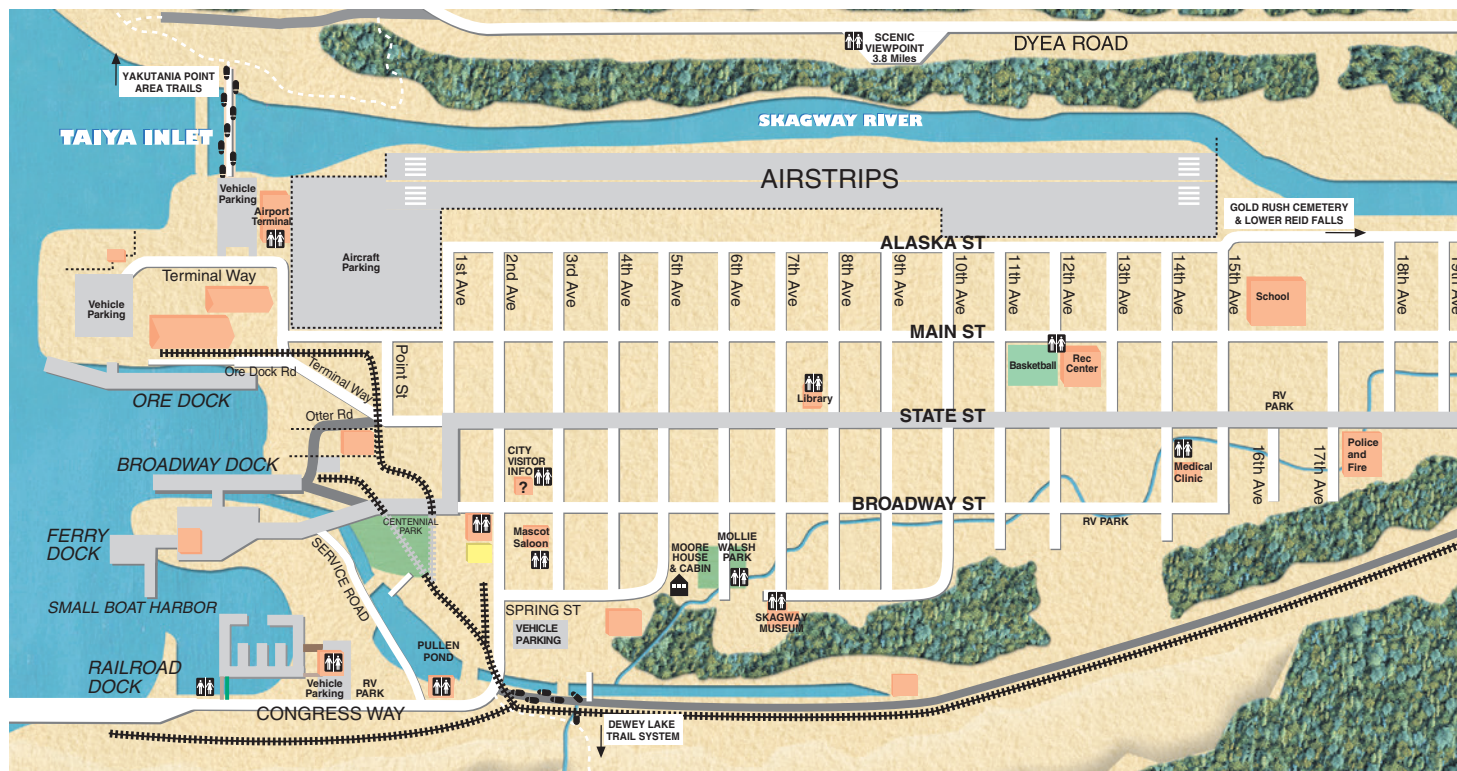 SCENIC
VIEWPOINT
3.8 Miles
DYEA ROAD
YAKUTANIA POINT
AREA TRAILS
TAIYA INLET
SKAGWAY RIVER
AIRSTRIPS
Vehicle
Parking
Airport
Terminal
GOLD RUSH CEMETERY
& LOWER REID FALLS
ALASKA ST
Aircraft
Parking
Terminal Way
Vehicle
Parking
1st Ave
2nd Ave
3rd Ave
4th Ave
5th Ave
6th Ave
7th Ave
8th Ave
9th Ave
10th Ave
11th Ave
12th Ave
13th Ave
14th Ave
15th Ave
18th Ave
19th Ave
School
MAIN ST
Point St
Ore Dock Rd
Terminal Way
Basketball
Rec
Center
ORE DOCK
Library
RV
PARK
Otter Rd
STATE ST
BROADWAY DOCK
CITY
VISITOR
INFO
?
Medical
Clinic
16th Ave
17th Ave
Police
and
Fire
BROADWAY ST
RV PARK
CENTENNIAL
PARK
FERRY
DOCK
SERVICE ROAD
Mascot
Saloon
MOORE
HOUSE
& CABIN
MOLLIE
WALSH
PARK
SMALL BOAT HARBOR
SPRING ST
VEHICLE
PARKING
SKAGWAY
MUSEUM
PULLEN
POND
RAILROAD
DOCK
Vehicle
Parking
RV
PARK
CONGRESS WAY
DEWEY LAKE
TRAIL SYSTEM